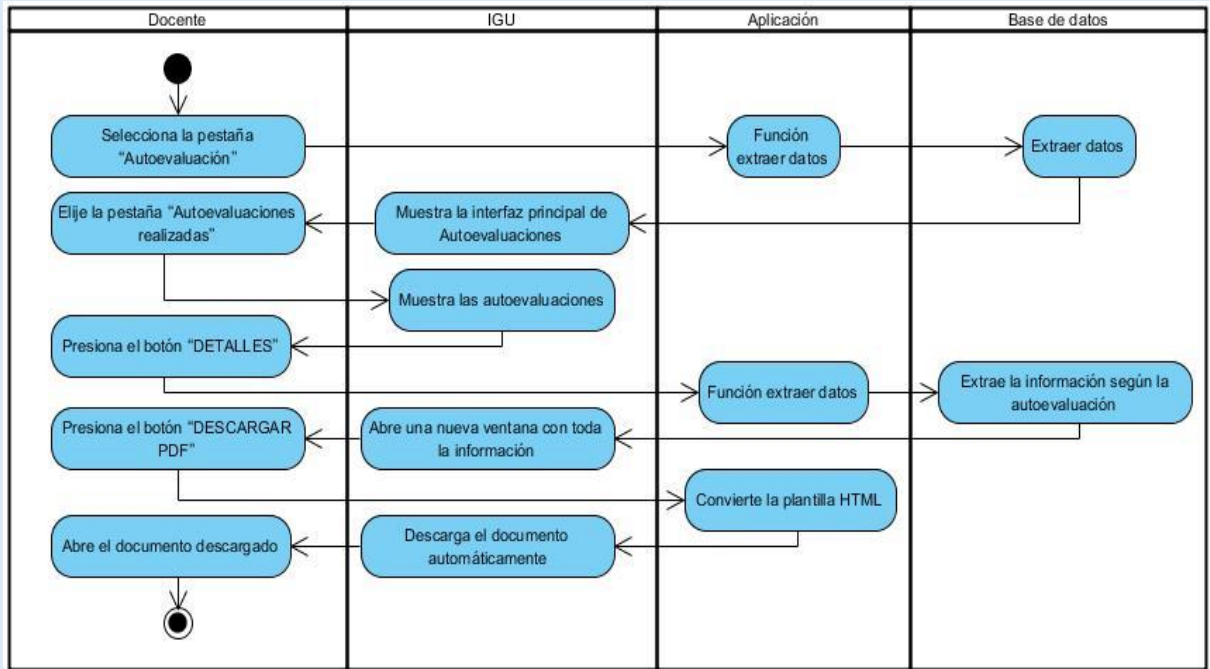 Docente
IGU
Aplicación
Base de datos
Selecciona la pestaña
“Autoevaluación”
Función
extraer datos
Extraer datos
Elije la pestaña “Autoevaluaciones
realizadas”
Muestra la interfaz principal de
Autoevaluaciones
Muestra las autoevaluaciones
Presiona el botón “DETALLES”
Función extraer datos
Extrae la información según la
autoevaluación
Presiona el botón “DESCARGAR
PDF”
Abre una nueva ventana con toda
la información
Convierte la plantilla HTML
Abre el documento descargado
Descarga el documento
automáticamente